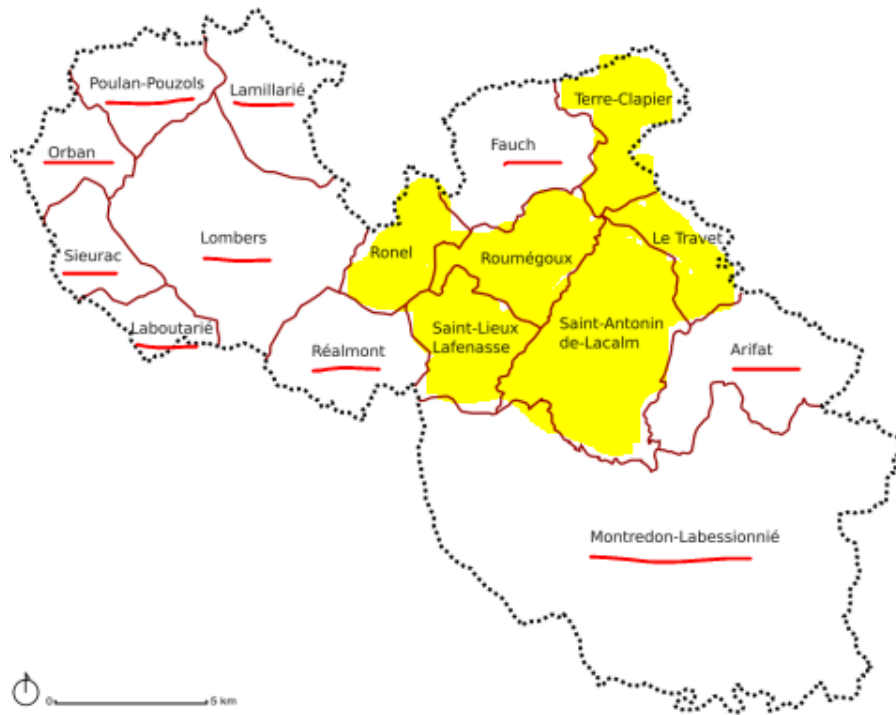 Poulan-Pouzols
Lamillarié
Terre-Clapier
Orban
Fauch
Lombers
Le Travet
Sieurac
Ronel
Roumégoux
Laboutarié
Saint-Lieux
Lafenasse
Saint-Antonin
de-Lacalm
Réalmont
Arifat
Montredon-Labessionnié
0
5 km